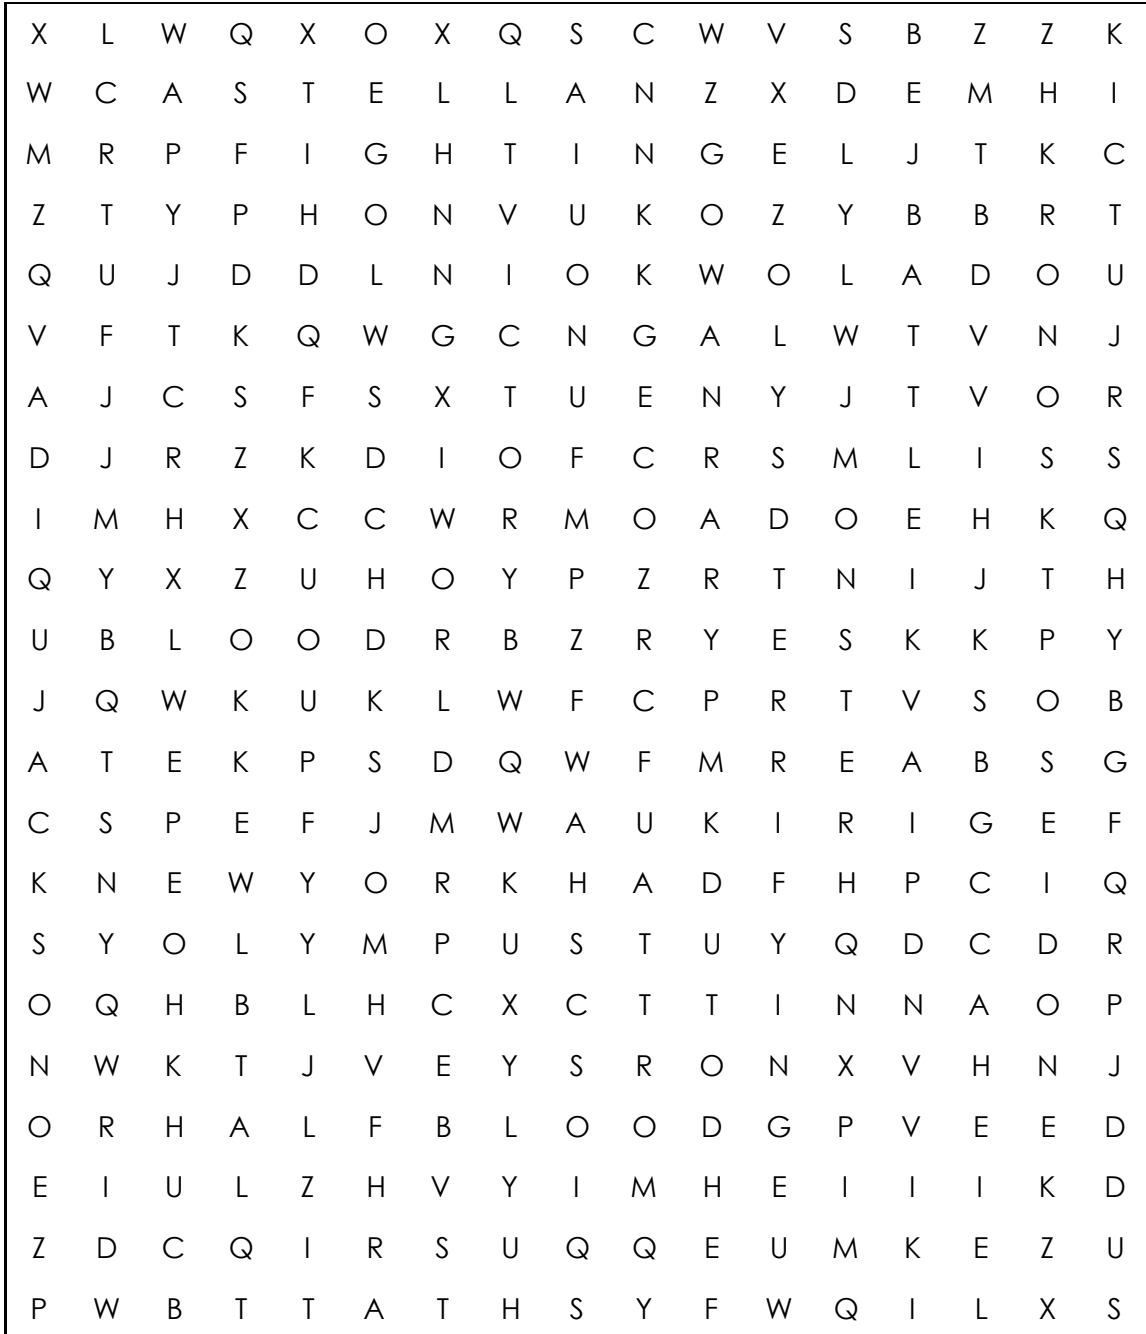 X L W Q X O X Q S C W V S B Z Z K
W C A S T E L L A N Z X D E M H I
M R P F I G H T I N G E L J T K C
Z T Y P H O N V U K O Z Y B B R T
Q U J D D L N I O K W O L A D O U
V F T K Q W G C N G A L W T V N J
A J C S F S X T U E N Y J T V O R
D J R Z K D I O F C R S M L I S S
I M H X C C W R M O A D O E H K Q
Q Y X Z U H O Y P Z R T N I J T H
U B L O O D R B Z R Y E S K K P Y
J Q W K U K L W F C P R T V S O B
A T E K P S D Q W F M R E A B S G
C S P E F J M W A U K I R I G E F
K N E W Y O R K H A D F H P C I Q
S Y O L Y M P U S T U Y Q D C D R
O Q H B L H C X C T T I N N A O P
N W K T J V E Y S R O N X V H N J
O R H A L F B L O O D G P V E E D
E I U L Z H V Y I M H E I I I K D
Z D C Q I R S U Q Q E U M K E Z U
P W B T T A T H S Y F W Q I L X S